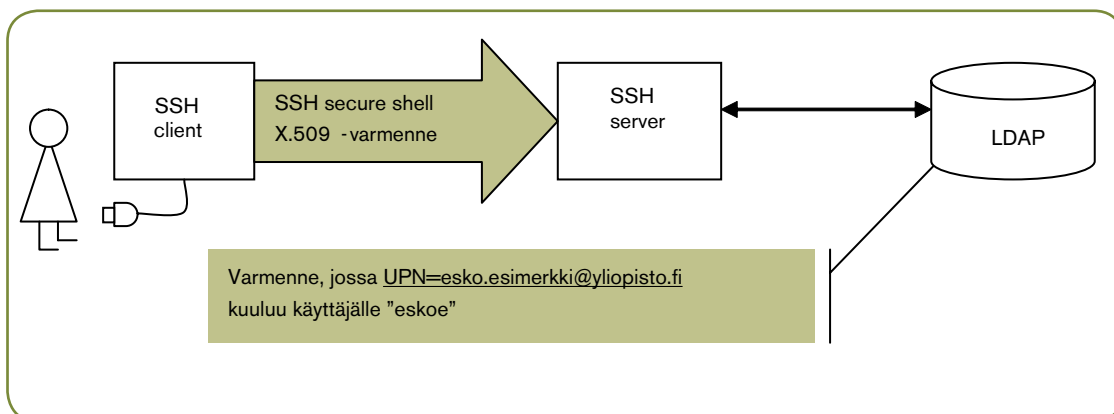 SSH
client
SSH secure shell
X.509 -varmenne
SSH
server
LDAP
Varmenne, jossa UPN=esko.esimerkki@yliopisto.fi
kuuluu käyttäjälle ”eskoe”